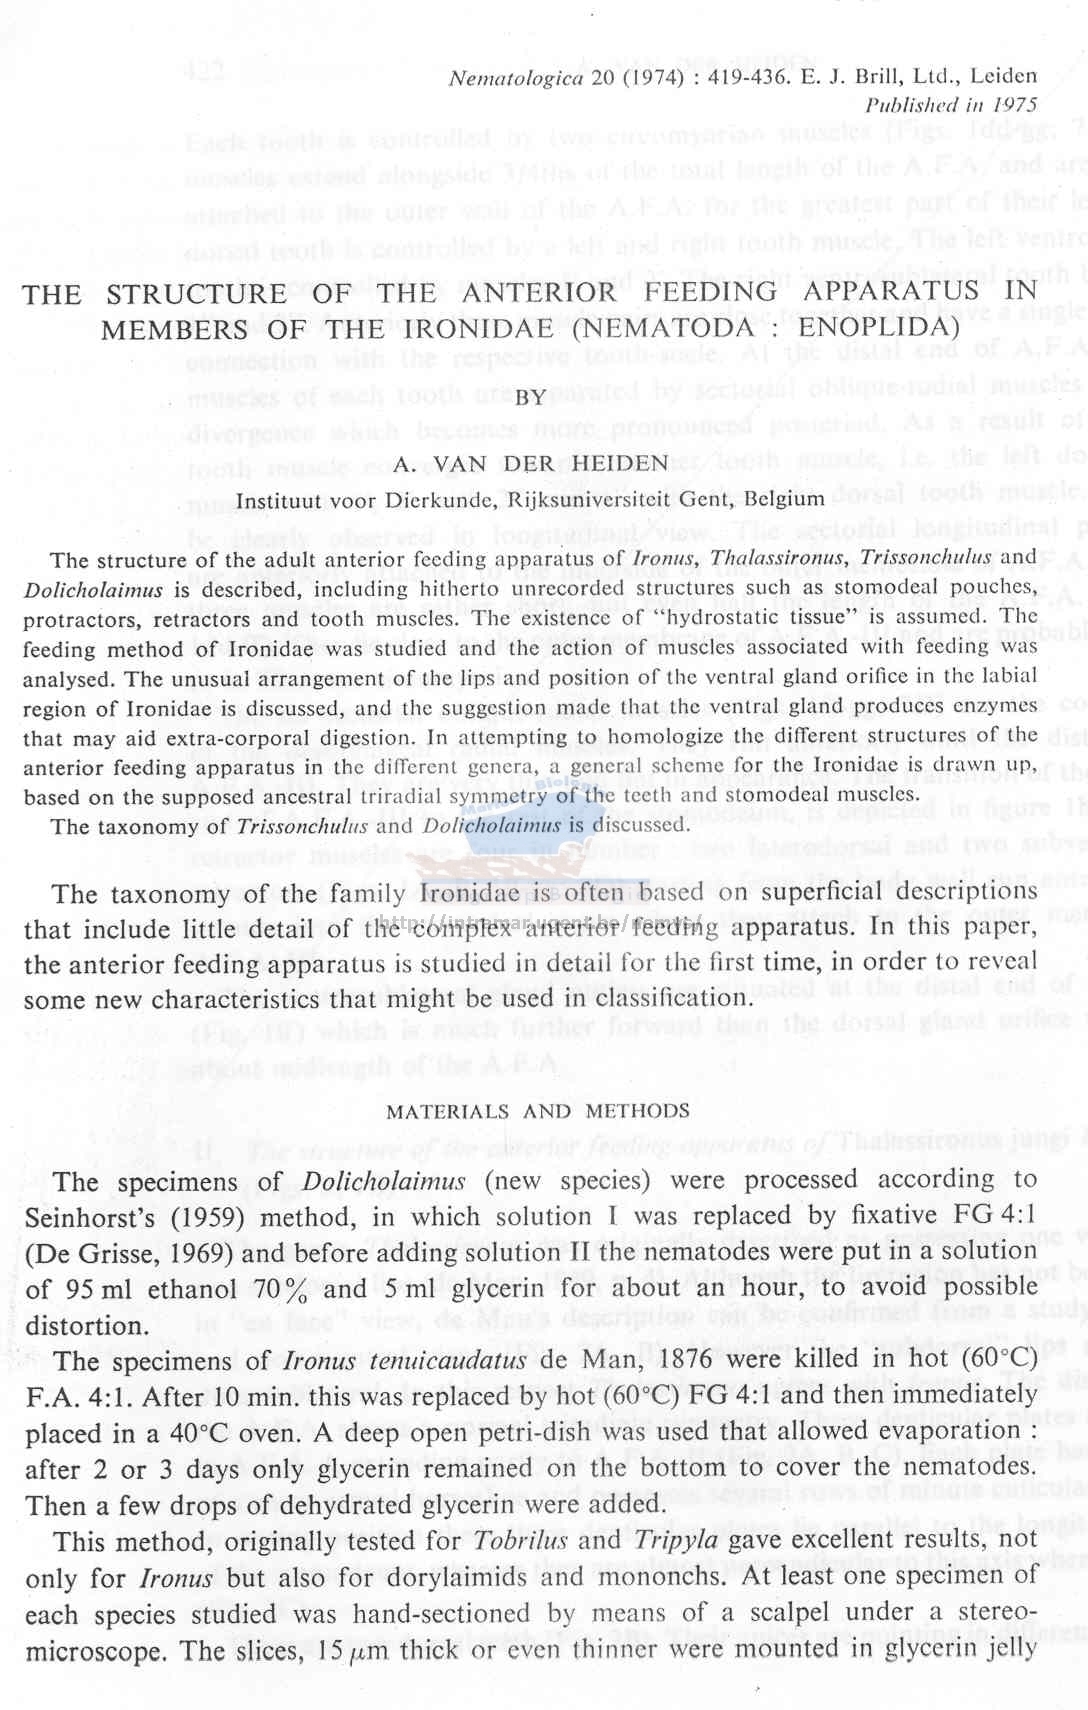 Nematologica 20 (1974) : 419-436. E. J. Brill, Ltd., Leiden
Published in 1975
THE STRUCTURE OF THE ANTERIOR FEEDING APPARATUS IN
MEMBERS OF THE IRONIDAE (NEMATODA : ENOPLIDA)
BY
A. VAN DER HEIDEN
Instituut voor Dierkunde, Rijksuniversiteit Gent, Belgium
The structure of the adult anterior feeding apparatus of Ironus, Thalassironus, Trissonchulus and
Dolicholaimus is described, including hitherto unrecorded structures such as stomodeal pouches,
protractors, retractors and tooth muscles. The existence of "hydrostatic tissue" is assumed. The
feeding method of Ironidae was studied and the action of muscles associated with feeding was
analysed. The unusual arrangement of the lips and position of the ventral gland orifice in the labial
region of Ironidae is discussed, and the suggestion made that the ventral gland produces enzymes
that may aid extra-corporal digestion. In attempting to homologize the different structures of the
anterior feeding apparatus in the different genera, a general scheme for the Ironidae is drawn up,
based on the supposed ancestral triradial symmetry of the teeth and stomodeal muscles.
The taxonomy of Trissonchulus and Dolicholaimus is discussed.
The taxonomy of the family Ironidae is often based on superficial descriptions
that include little detail of the complex anterior feeding apparatus. In this paper,
http://intramar.ugent.be/nemys/
the anterior feeding apparatus is studied in detail for the first time, in order to reveal
some new characteristics that might be used in classification.
MATERIALS AND METHODS
The specimens of Dolicholaimus (new species) were processed according to
Seinhorst's (1959) method, in which solution I was replaced by fixative FG 4:1
(De Grisse, 1969) and before adding solution II the nematodes were put in a solution
of 95 ml ethanol 70% and 5 ml glycerin for about an hour, to avoid possible
distortion.
The specimens of Ironus tenuicaudatus de Man, 1876 were killed in hot (60°C)
F.A. 4:1. After 10 min. this was replaced by hot (60°C) FG 4:1 and then immediately
placed in a 40°C oven. A deep open petri-dish was used that allowed evaporation :
after 2 or 3 days only glycerin remained on the bottom to cover the nematodes.
Then a few drops of dehydrated glycerin were added.
This method, originally tested for Tobrilus and Tripyla gave excellent results, not
only for Ironus but also for dorylaimids and mononchs. At least one specimen of
each species studied was hand-sectioned by means of a scalpel under a stereo-
microscope. The slices, 15 μm thick or even thinner were mounted in glycerin jelly